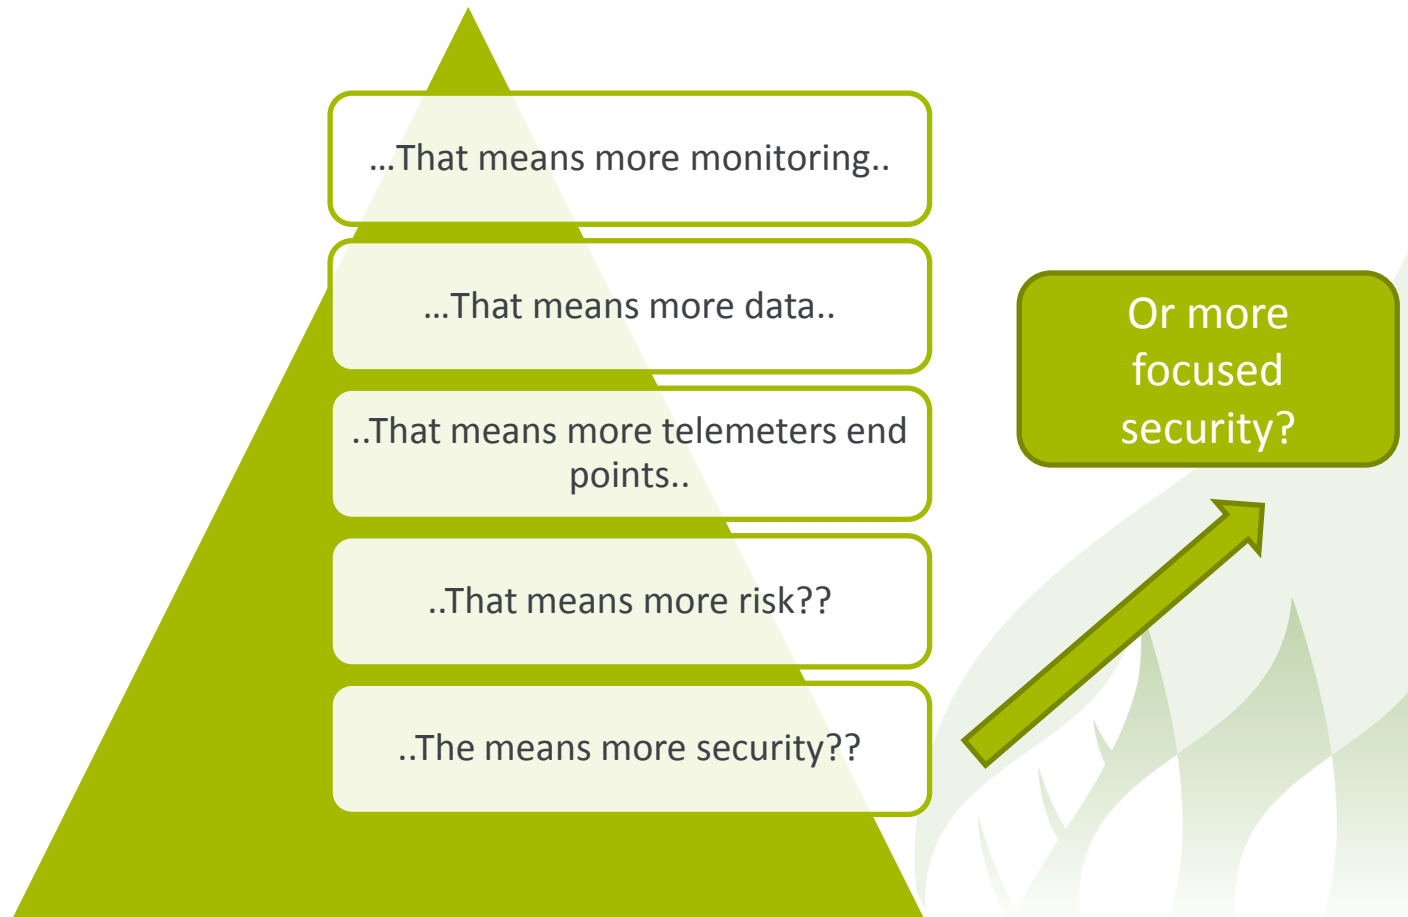 …That means more monitoring..
…That means more data..
..That means more telemeters end
points..
..That means more risk??
..The means more security??
Or more
focused
security?